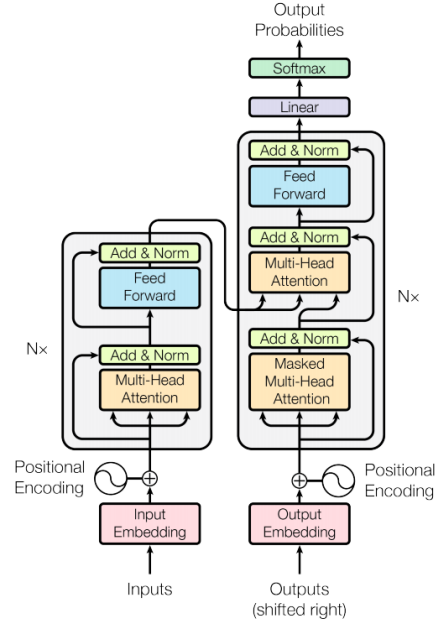 Output
Probabilities
Softmax
Linear
Add & Norm
Feed
Forward
Add & Norm
Multi-Head
Attention
Add & Norm
Masked
Multi-Head
Attention
N×
Positional
Encoding
Output
Embedding
Outputs
(shifted right)
Add & Norm
Feed
Forward
Add & Norm
Multi-Head
Attention
N×
Positional
Encoding
Input
Embedding
Inputs